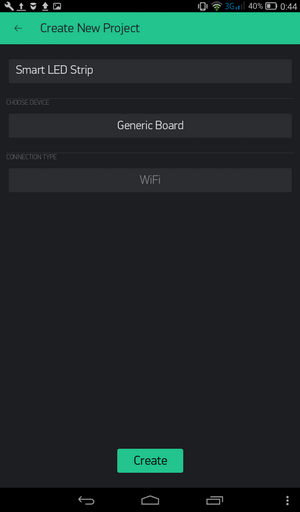 3G 40% 0:44
Create New Project
Smart LED Strip
CHOOSE DEVICE
Generic Board
CONNECTION TYPE
WiFi
Create